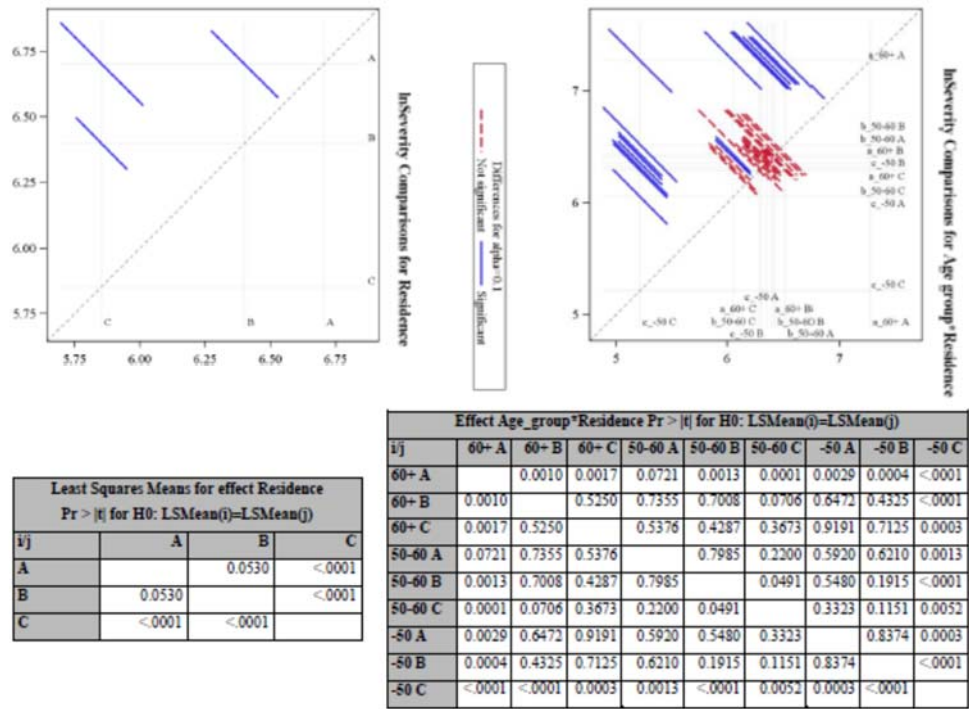 6.75
6.50
6.25
6.00
5.75
5.75 6.00 6.25 6.50 6.75
A
B
C
C B A
lnSeverity Comparisons for Residence
Differences for alpha=0.1
Not significant Significant
7
6
5
5 6 7
a_60+ A
b_50-60 B
b_50-60 A
a_60+ B
c_-50 B
a_60+ C
b_50-60 C
c_-50 A
c_-50 C
c_-50 A
a_60+ C a_60+ B
c_-50 C b_50-60 C b_50-60 B a_60+ A
c_-50 B b_50-60 A
lnSeverity Comparisons for Age group*Residence
Least Squares Means for effect Residence
Pr > |t| for H0: LSMean(i)=LSMean(j)
i/j A B C
A 0.0530 <.0001
B 0.0530 <.0001
C <.0001 <.0001
Effect Age_group*Residence Pr > |t| for H0: LSMean(i)=LSMean(j)
i/j 60+ A 60+ B 60+ C 50-60 A 50-60 B 50-60 C -50 A -50 B -50 C
60+ A 0.0010 0.0017 0.0721 0.0013 0.0001 0.0029 0.0004 <.0001
60+ B 0.0010 0.5250 0.7355 0.7008 0.0706 0.6472 0.4325 <.0001
60+ C 0.0017 0.5250 0.5376 0.4287 0.3673 0.9191 0.7125 0.0003
50-60 A 0.0721 0.7355 0.5376 0.7985 0.2200 0.5920 0.6210 0.0013
50-60 B 0.0013 0.7008 0.4287 0.7985 0.0491 0.5480 0.1915 <.0001
50-60 C 0.0001 0.0706 0.3673 0.2200 0.0491 0.3323 0.1151 0.0052
-50 A 0.0029 0.6472 0.9191 0.5920 0.5480 0.3323 0.8374 0.0003
-50 B 0.0004 0.4325 0.7125 0.6210 0.1915 0.1151 0.8374 <.0001
-50 C <.0001 <.0001 0.0003 0.0013 <.0001 0.0052 0.0003 <.0001